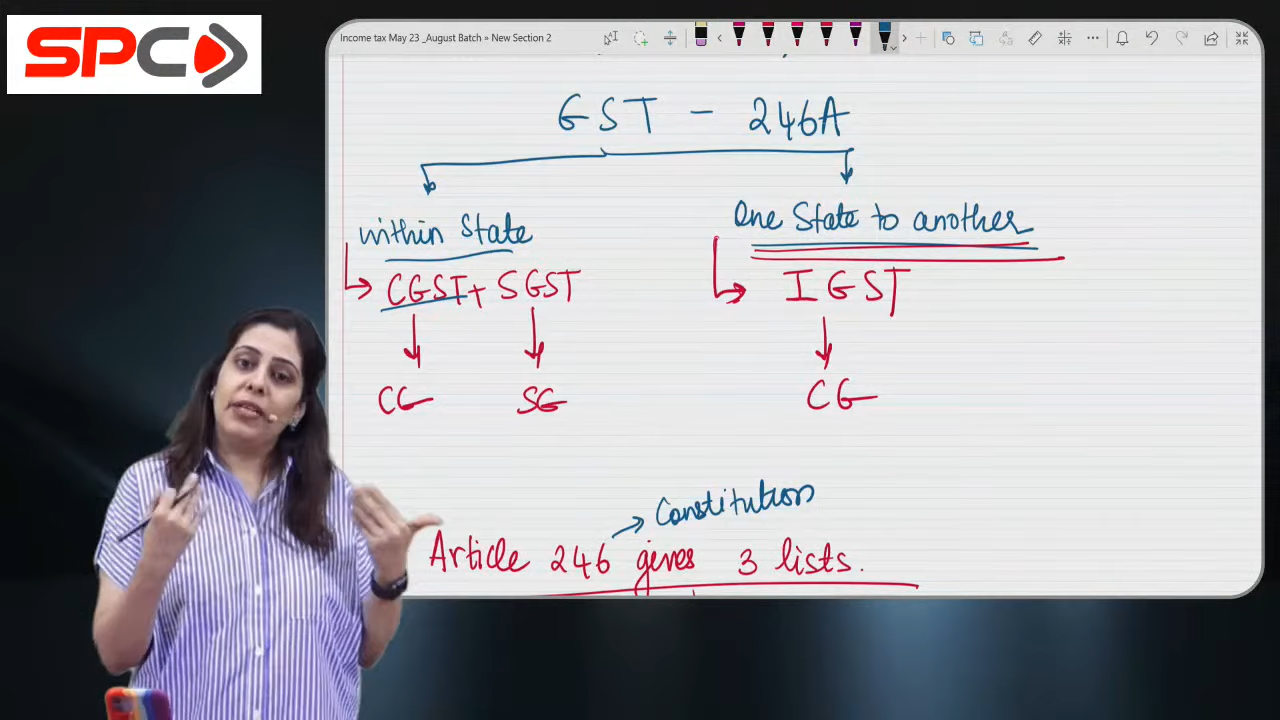 SPC
Income tax May 23 _August Batch » New Section 2
GST - 246A
within State
One State to another
CGST + SGST
IGST
CG
SG
CG
Constitution
Article 246 gives 3 lists.